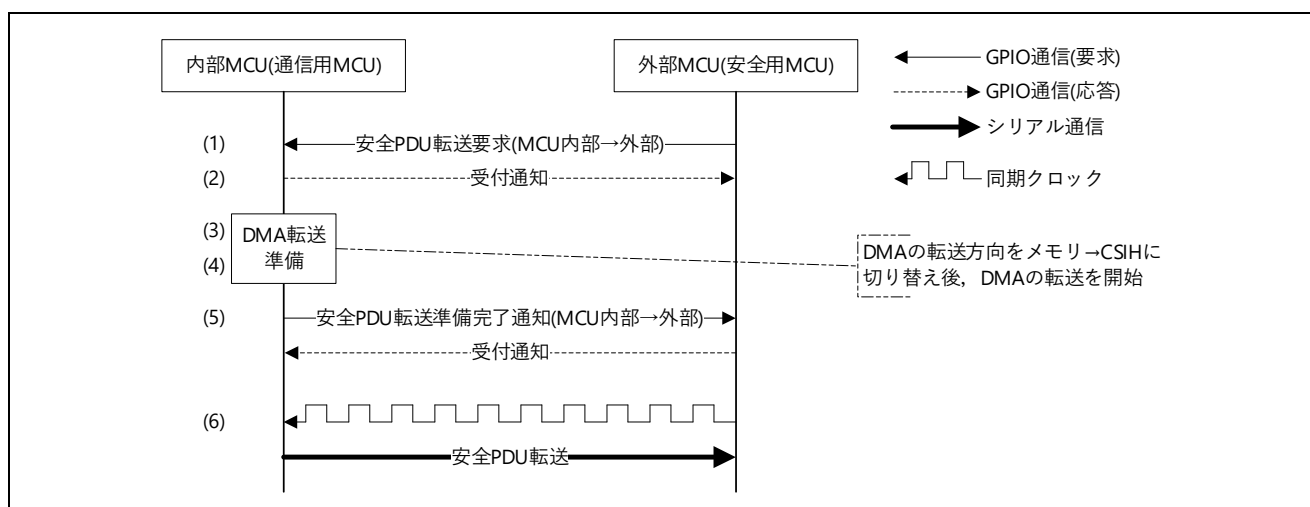 内部MCU(通信用MCU)
外部MCU(安全用MCU)
GPIO通信(要求)
GPIO通信(応答)
シリアル通信
同期クロック
(1)
安全PDU転送要求(MCU内部→外部)
(2)
受付通知
(3)
DMA転送
(4)
準備
DMAの転送方向をメモリ→CSIHに
切り替え後，DMAの転送を開始
(5)
安全PDU転送準備完了通知(MCU内部→外部)
受付通知
(6)
安全PDU転送